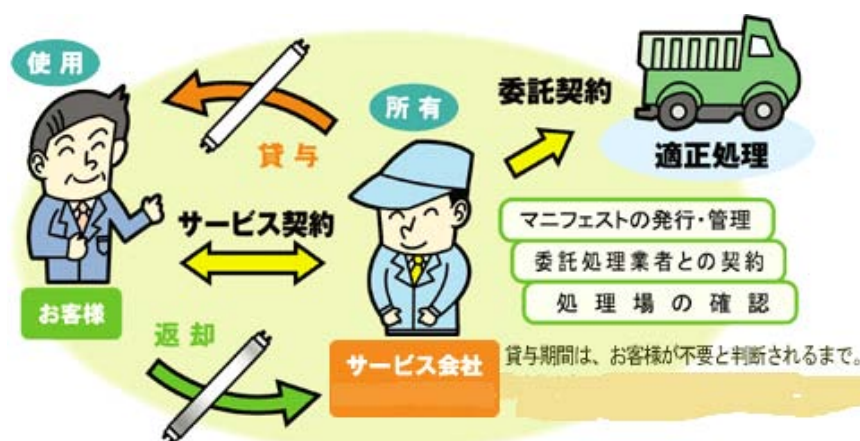 使用
所有
委託契約
貸与
適正処理
サービス契約
マニフェストの発行・管理
委託処理業者との契約
処理場の確認
お客様
返却
サービス会社
貸与期間は、お客様が不要と判断されるまで。